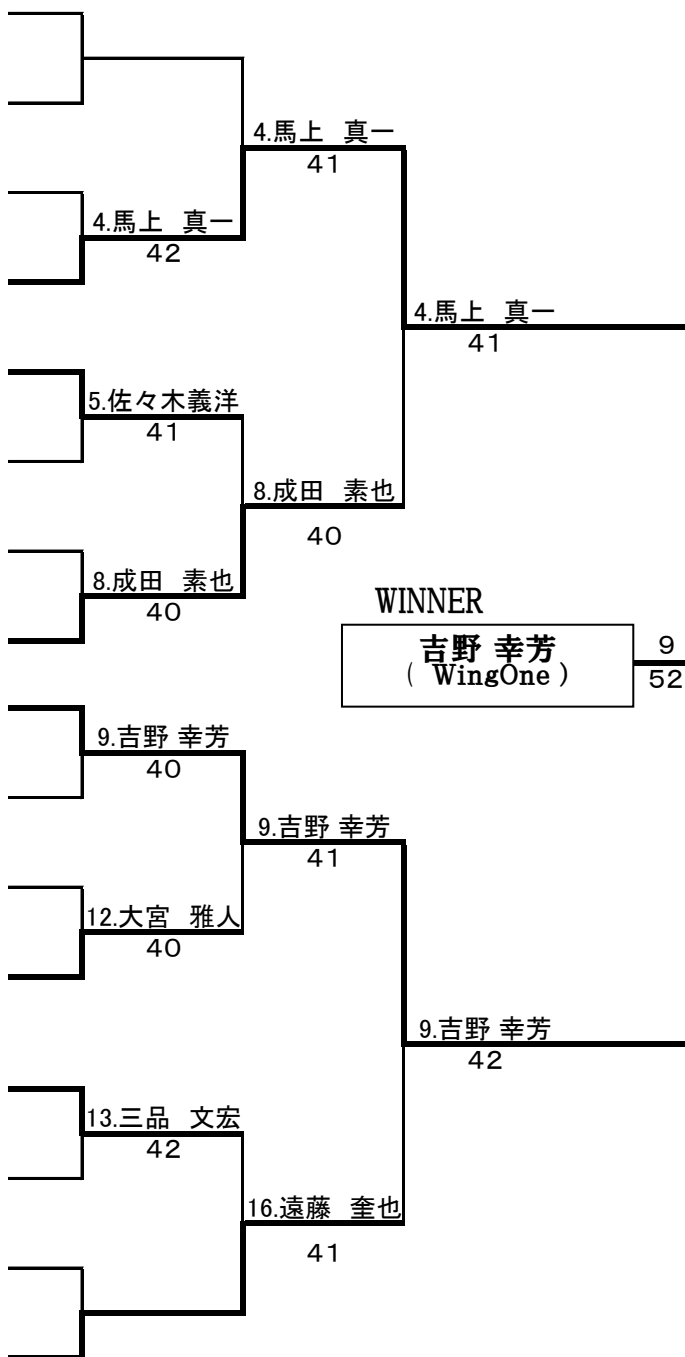 4.馬上 真一
41
4.馬上 真一
42
4.馬上 真一
41
5.佐々木義洋
41
8.成田 素也
40
8.成田 素也
40
WINNER
吉野 幸芳
( WingOne )
9
52
9.吉野 幸芳
40
9.吉野 幸芳
41
12.大宮 雅人
40
9.吉野 幸芳
42
13.三品 文宏
42
16.遠藤 奎也
41